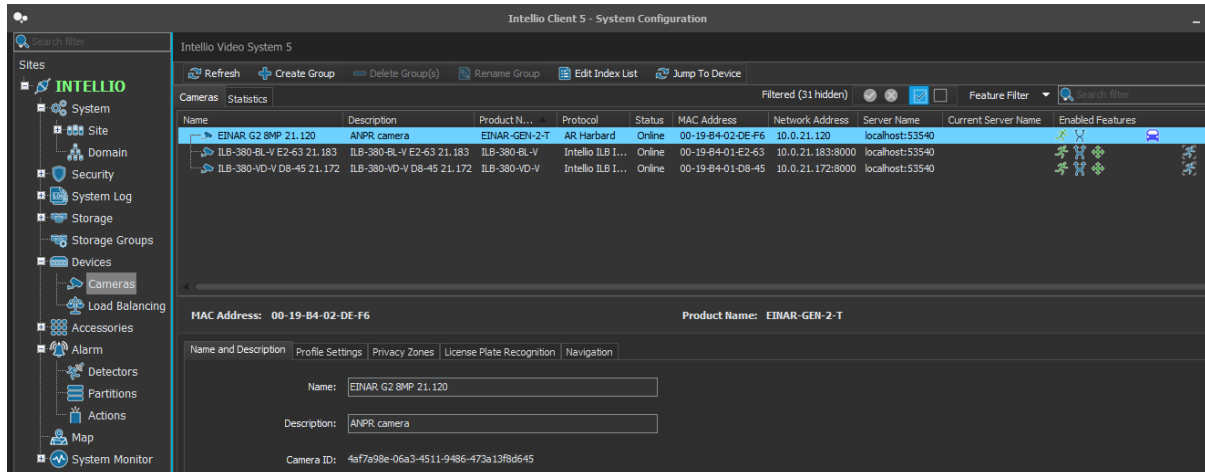 Intellio Client 5 - System Configuration
Search filter
Sites
INTELLIO
System
Site
Domain
Security
System Log
Storage
Storage Groups
Devices
Cameras
Load Balancing
Accessories
Alarm
Detectors
Partitions
Actions
Map
System Monitor
Intellio Video System 5
Refresh Create Group Delete Group(s) Rename Group Edit Index List Jump To Device
Cameras Statistics Filtered (31 hidden) Feature Filter Search filter
Name Description Product N... Protocol Status MAC Address Network Address Server Name Current Server Name Enabled Features
EINAR G2 8MP 21.120 ANPR camera EINAR-GEN-2-T AR Harbard Online 00-19-B4-02-DE-F6 10.0.21.120 localhost:53540
ILB-380-BL-V E2-63 21.183 ILB-380-BL-V E2-63 21.183 ILB-380-BL-V Intellio ILB I... Online 00-19-B4-01-E2-63 10.0.21.183:8000 localhost:53540
ILB-380-VD-V D8-45 21.172 ILB-380-VD-V D8-45 21.172 ILB-380-VD-V Intellio ILB I... Online 00-19-B4-01-D8-45 10.0.21.172:8000 localhost:53540
MAC Address: 00-19-B4-02-DE-F6 Product Name: EINAR-GEN-2-T
Name and Description Profile Settings Privacy Zones License Plate Recognition Navigation
Name: EINAR G2 8MP 21.120
Description: ANPR camera
Camera ID: 4af7a98e-06a3-4511-9486-473a13f8d645